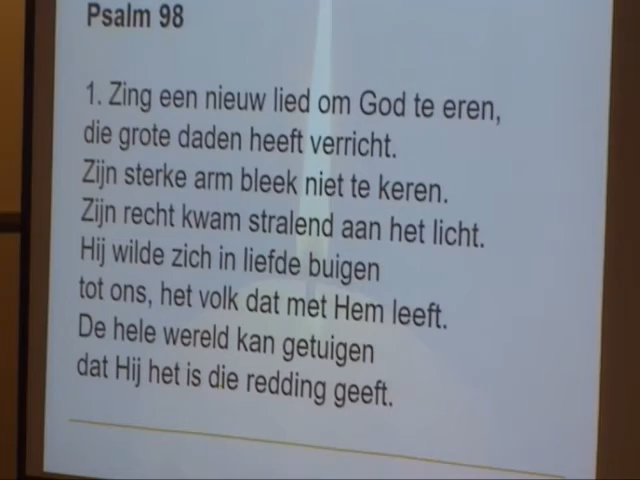 Psalm 98
1. Zing een nieuw lied om God te eren,
die grote daden heeft verricht.
Zijn sterke arm bleek niet te keren.
Zijn recht kwam stralend aan het licht.
Hij wilde zich in liefde buigen
tot ons, het volk dat met Hem leeft.
De hele wereld kan getuigen
dat Hij het is die redding geeft.